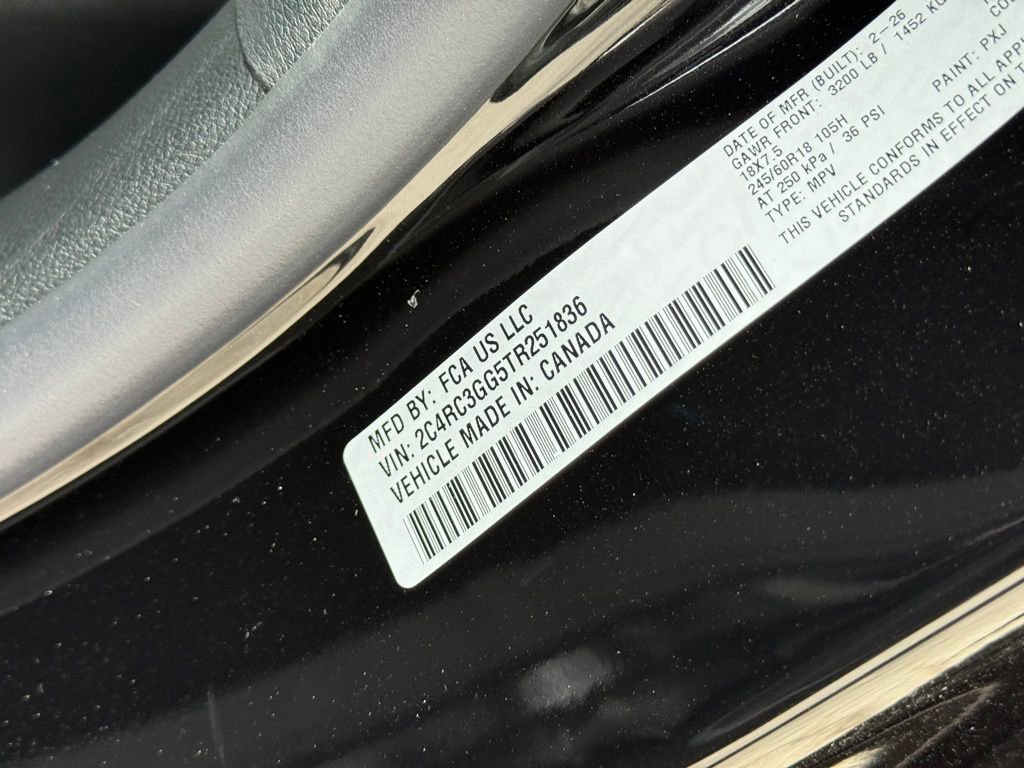 MFD BY: FCA US LLC
VIN: 2C4RC3GG5TR251836
VEHICLE MADE IN: CANADA
DATE OF MFR (BUILT): 2-26
GAWR FRONT: 3200 LB / 1452 KG
18X7.5
245/60R18 105H
AT 250 kPa / 36 PSI
TYPE: MPV PAINT: PXJ
THIS VEHICLE CONFORMS TO ALL
STANDARDS IN EFFECT ON